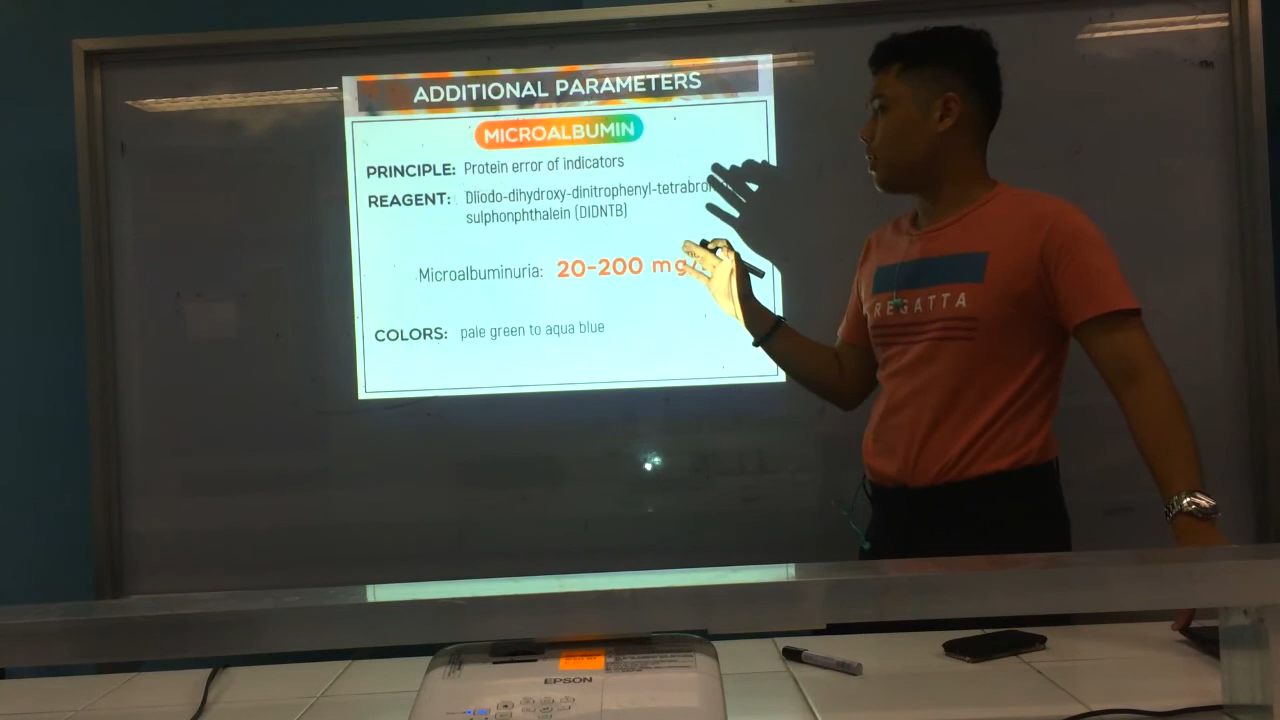 ADDITIONAL PARAMETERS
MICROALBUMIN
PRINCIPLE: Protein error of indicators
REAGENT: DIiodo-dihydroxy-dinitrophenyl-tetrabro
sulphonphthalein (DIDNTB)
Microalbuminuria: 20-200 mg
COLORS: pale green to aqua blue
REGATTA
EPSON